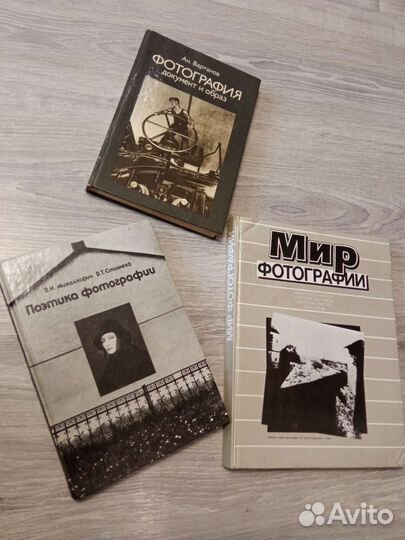 Ан. Вартанов
ФОТОГРАФИЯ
документ и образ
В.И. Михалкович В.Т. Стигнеев
Поэтика фотографии
МИР ФОТОГРАФИИ
Мир
ФОТОГРАФИИ
Avito